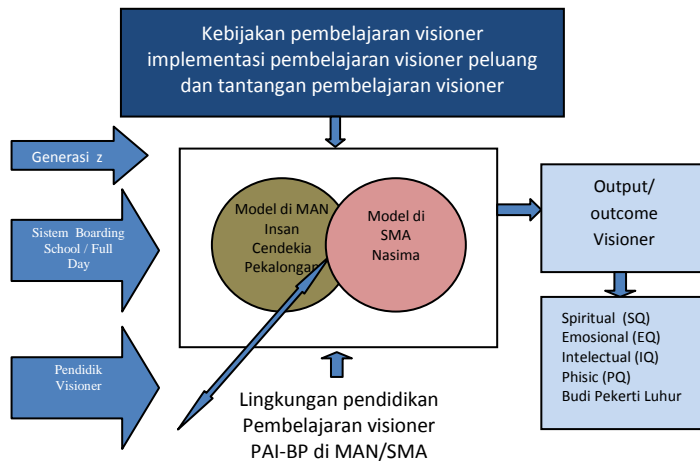 Kebijakan pembelajaran visioner
implementasi pembelajaran visioner peluang
dan tantangan pembelajaran visioner
Generasi z
Sistem Boarding
School / Full
Day
Pendidik
Visioner
Model di MAN
Insan
Cendekia
Pekalongan
Model di
SMA
Nasima
Output/
outcome
Visioner
Spiritual (SQ)
Emosional (EQ)
Intelectual (IQ)
Phisic (PQ)
Budi Pekerti Luhur
Lingkungan pendidikan
Pembelajaran visioner
PAI-BP di MAN/SMA